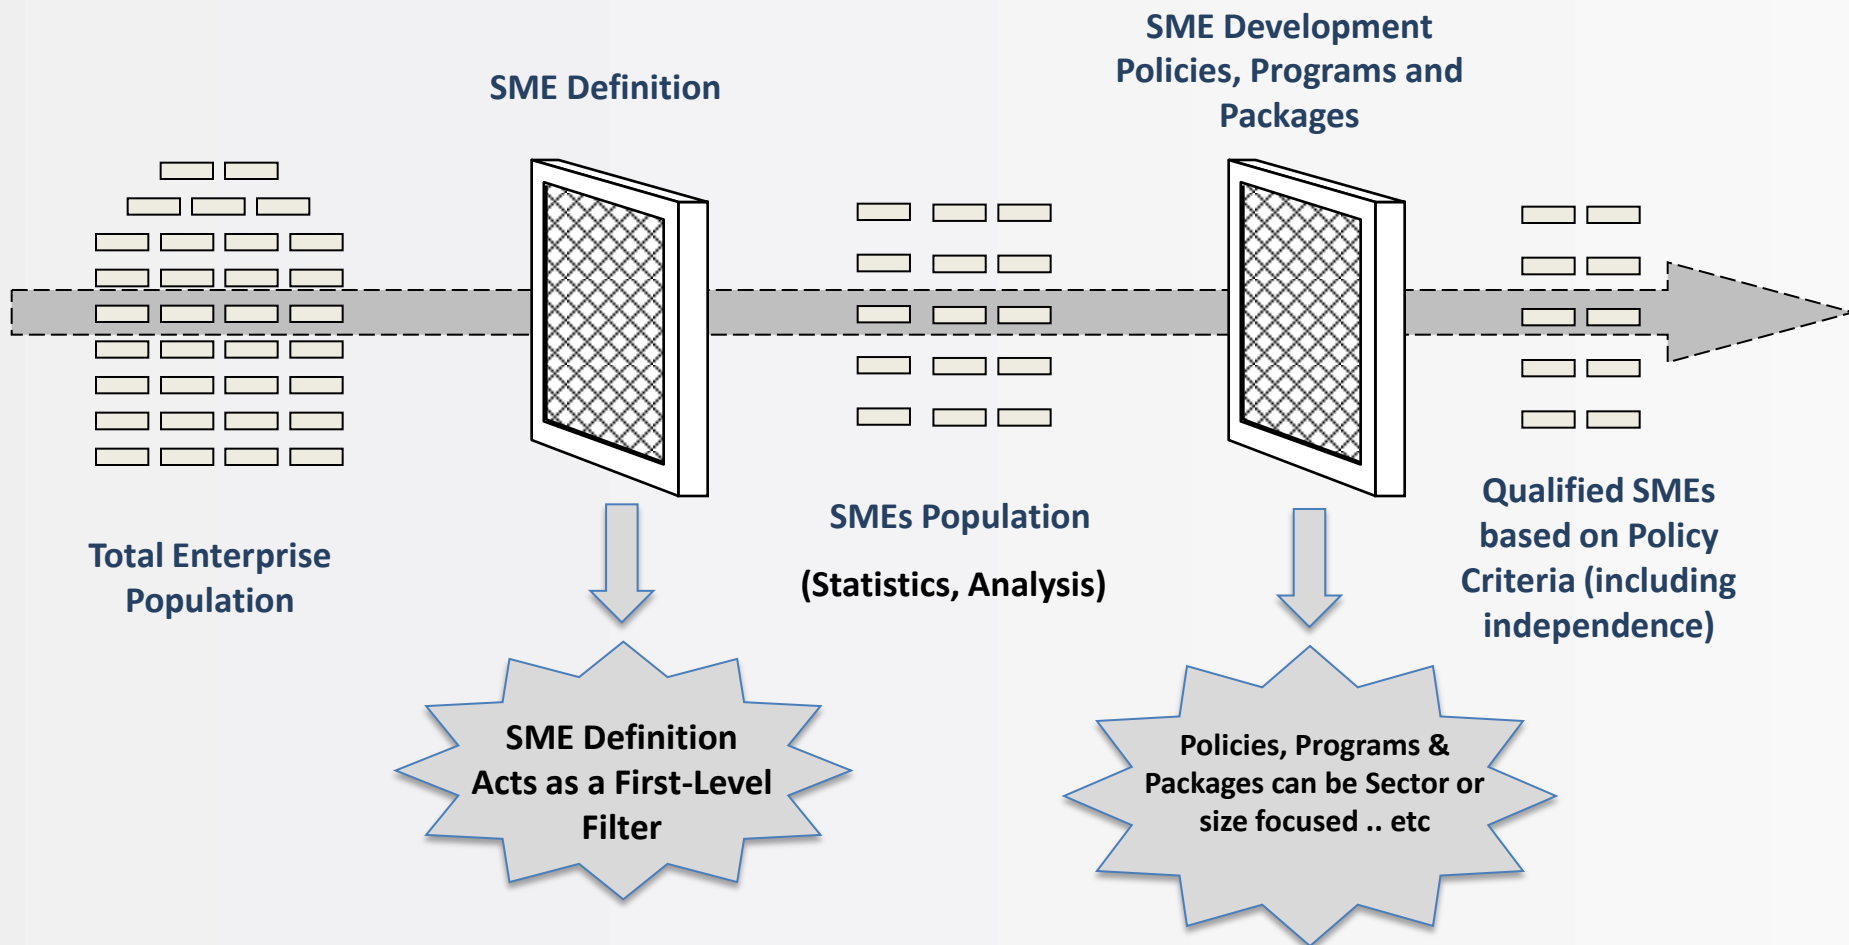 SME Definition
SME Development
Policies, Programs and
Packages
Total Enterprise
Population
SMEs Population
(Statistics, Analysis)
Qualified SMEs
based on Policy
Criteria (including
independence)
SME Definition
Acts as a First-Level
Filter
Policies, Programs &
Packages can be Sector or
size focused .. etc